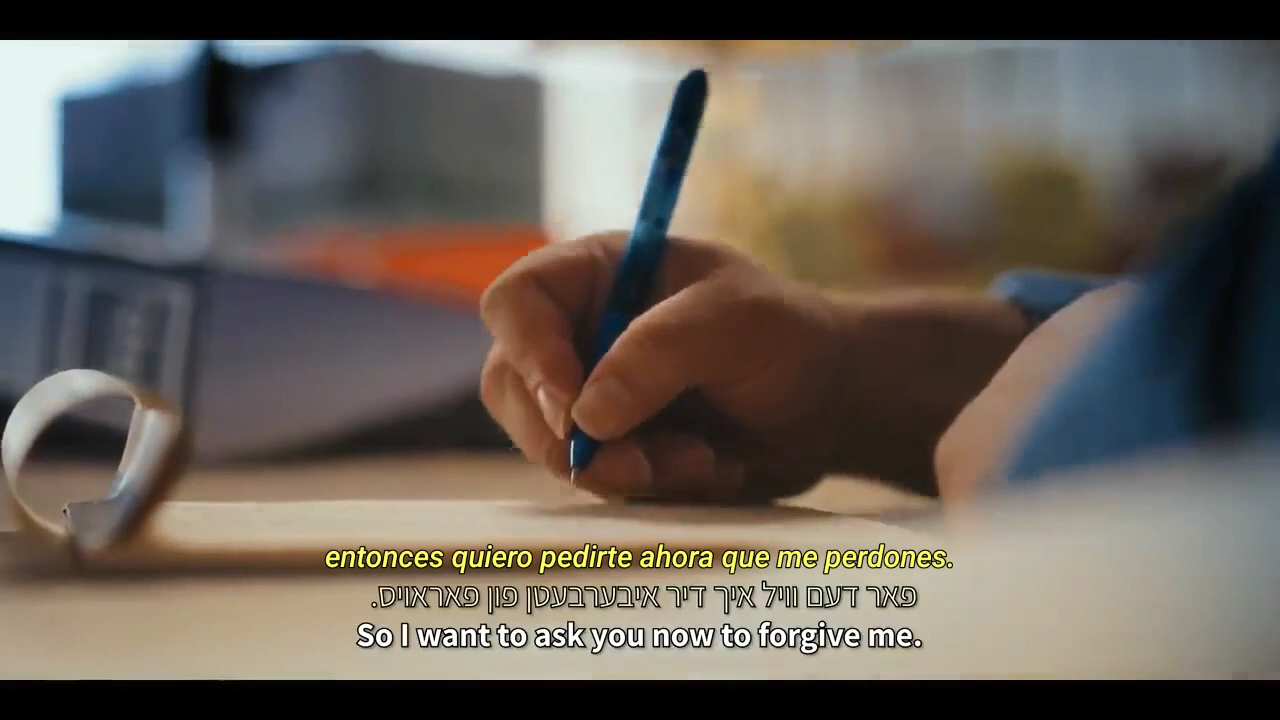 entonces quiero pedirte ahora que me perdones.
פאר דעם וויל איך דיר איבערבעטן פון פאראויס.
So I want to ask you now to forgive me.